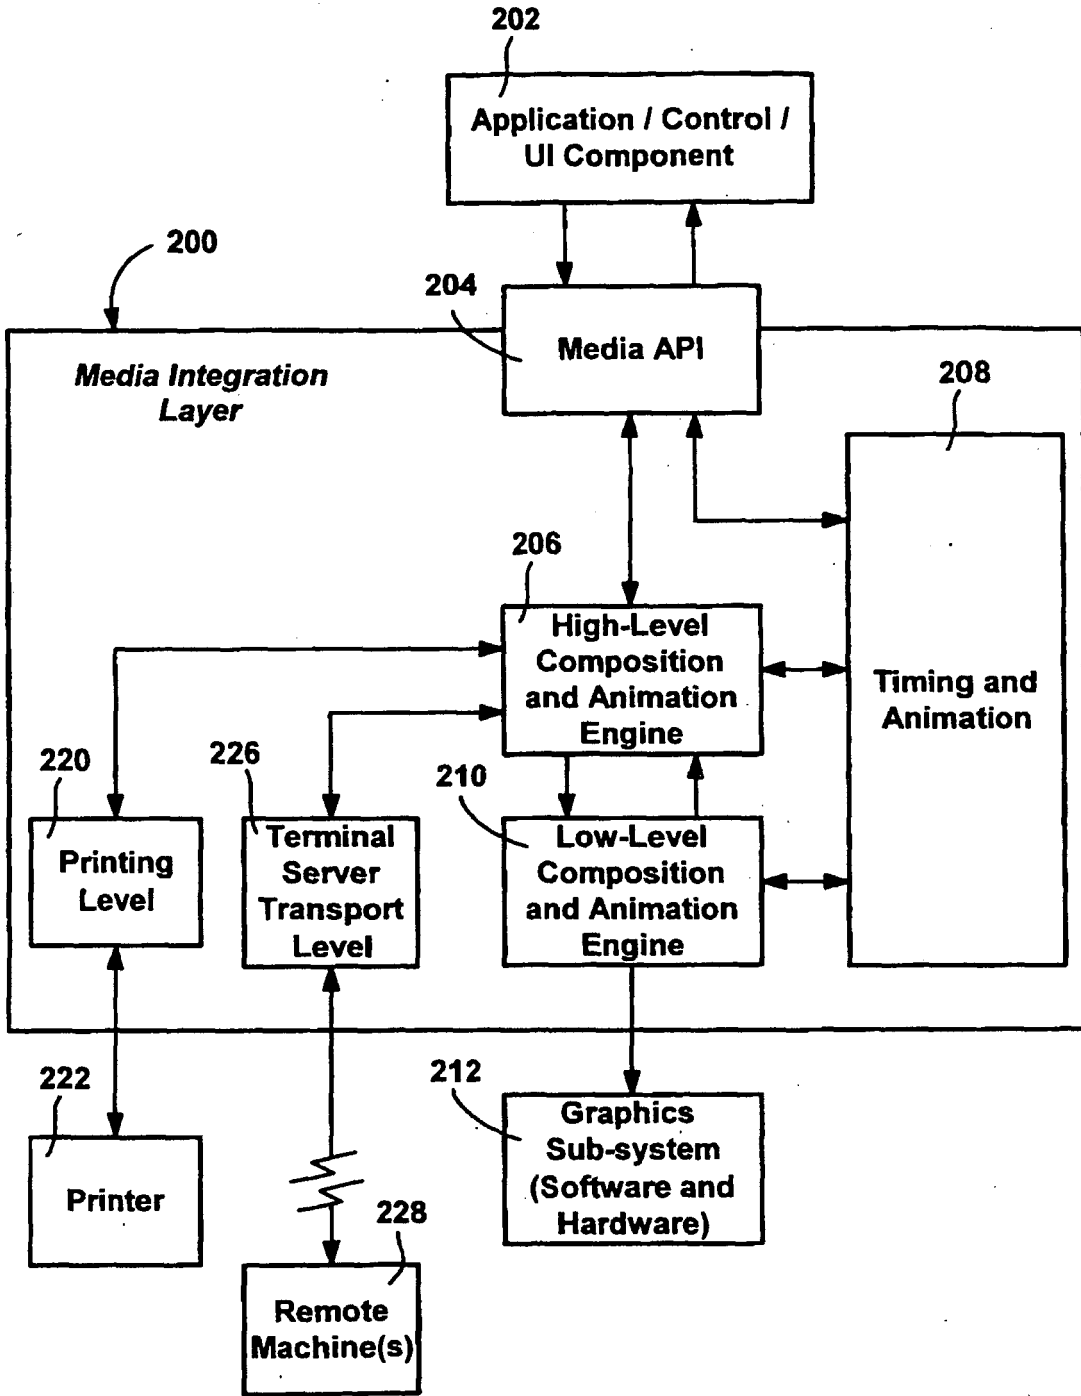 202
Application / Control /
UI Component
200
204
Media API
Media Integration
Layer
208
206
High-Level
Composition
and Animation
Engine
Timing and
Animation
220
226
210
Printing
Level
Terminal
Server
Transport
Level
Low-Level
Composition
and Animation
Engine
222
212
Printer
Graphics
Sub-system
(Software and
Hardware)
228
Remote
Machine(s)